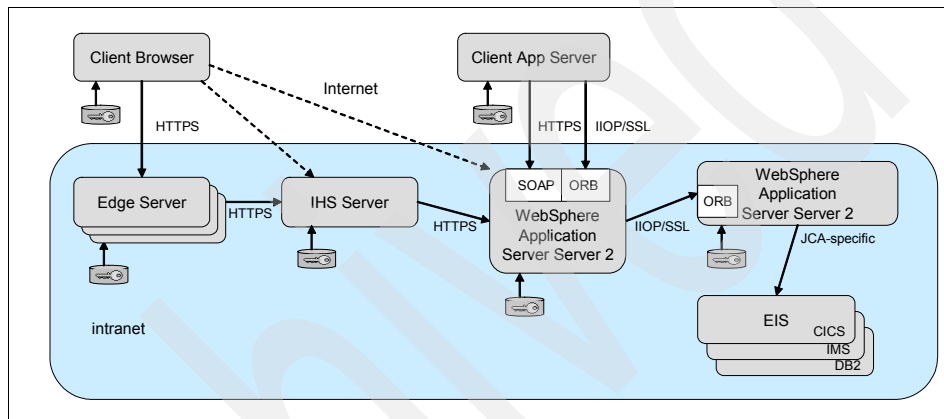 Client Browser
Client App Server
Internet
HTTPS
HTTPS
IIOP/SSL
Edge Server
HTTPS
IHS Server
HTTPS
SOAP
ORB
WebSphere
Application
Server Server 2
IIOP/SSL
ORB
WebSphere
Application
Server Server 2
JCA-specific
intranet
EIS
CICS
IMS
DB2